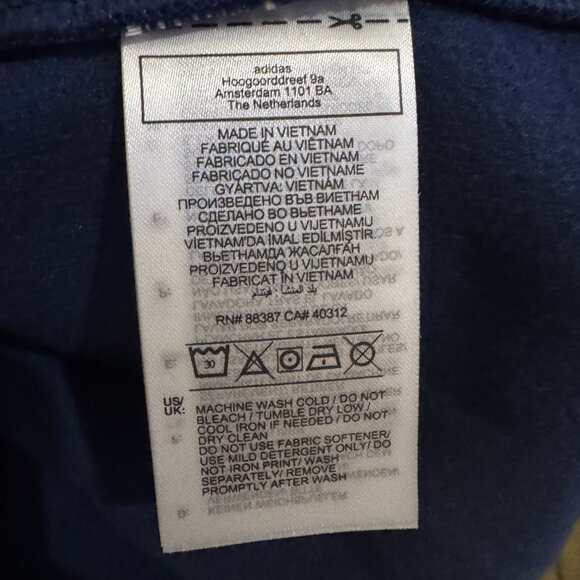 adidas
Hoogoorddreef 9a
Amsterdam 1101 BA
The Netherlands
MADE IN VIETNAM
FABRIQUÉ AU VIÊTNAM
FABRICADO EN VIETNAM
FABRICADO NO VIETNAME
GYÁRTVA: VIETNAM
ПРОИЗВЕДЕНО ВЪВ ВИЕТНАМ
СДЕЛАНО ВО ВЬЕТНАМЕ
PROIZVEDENO U VIJETNAMU
VIETNAM'DA IMAL EDİLMİŞTİR.
ВЬЕТНАМДА ЖАСАЛҒАН
PROIZVEDENO U VIJETNAMU
FABRICAT ÎN VIETNAM
بلد المنشأ : فيتنام
RN# 88387 CA# 40312
30
US/
UK:
MACHINE WASH COLD / DO NOT
BLEACH / TUMBLE DRY LOW /
COOL IRON IF NEEDED / DO NOT
DRY CLEAN
DO NOT USE FABRIC SOFTENER/
USE MILD DETERGENT ONLY/ DO
NOT IRON PRINT/ WASH
SEPARATELY/ REMOVE
PROMPTLY AFTER WASH